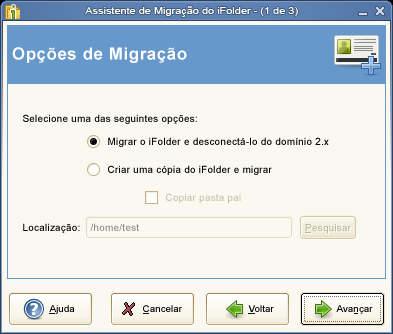 Assistente de Migração do iFolder - (1 de 3)
Opções de Migração
Selecione uma das seguintes opções:
Migrar o iFolder e desconectá-lo do domínio 2.x
Criar uma cópia do iFolder e migrar
Copiar pasta pai
Localização: /home/test Pesquisar
Ajuda Cancelar Voltar Avançar